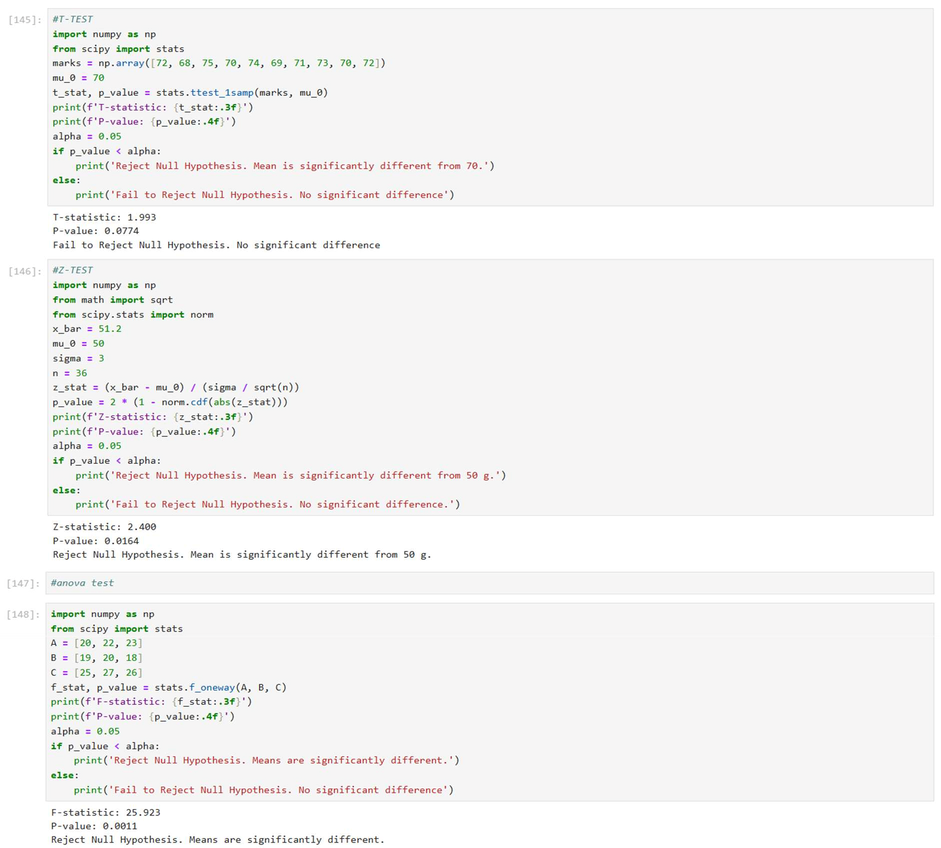 [145]: #T-TEST
import numpy as np
from scipy import stats
marks = np.array([72, 68, 75, 70, 74, 69, 71, 73, 70, 72])
mu_0 = 70
t_stat, p_value = stats.ttest_1samp(marks, mu_0)
print(f'T-statistic: {t_stat:.3f}')
print(f'P-value: {p_value:.4f}')
alpha = 0.05
if p_value < alpha:
    print('Reject Null Hypothesis. Mean is significantly different from 70.')
else:
    print('Fail to Reject Null Hypothesis. No significant difference')
T-statistic: 1.993
P-value: 0.0774
Fail to Reject Null Hypothesis. No significant difference
[146]: #Z-TEST
import numpy as np
from math import sqrt
from scipy.stats import norm
x_bar = 51.2
mu_0 = 50
sigma = 3
n = 36
z_stat = (x_bar - mu_0) / (sigma / sqrt(n))
p_value = 2 * (1 - norm.cdf(abs(z_stat)))
print(f'Z-statistic: {z_stat:.3f}')
print(f'P-value: {p_value:.4f}')
alpha = 0.05
if p_value < alpha:
    print('Reject Null Hypothesis. Mean is significantly different from 50 g.')
else:
    print('Fail to Reject Null Hypothesis. No significant difference.')
Z-statistic: 2.400
P-value: 0.0164
Reject Null Hypothesis. Mean is significantly different from 50 g.
[147]: #anova test
[148]: import numpy as np
from scipy import stats
A = [20, 22, 23]
B = [19, 20, 18]
C = [25, 27, 26]
f_stat, p_value = stats.f_oneway(A, B, C)
print(f'F-statistic: {f_stat:.3f}')
print(f'P-value: {p_value:.4f}')
alpha = 0.05
if p_value < alpha:
    print('Reject Null Hypothesis. Means are significantly different.')
else:
    print('Fail to Reject Null Hypothesis. No significant difference')
F-statistic: 25.923
P-value: 0.0011
Reject Null Hypothesis. Means are significantly different.